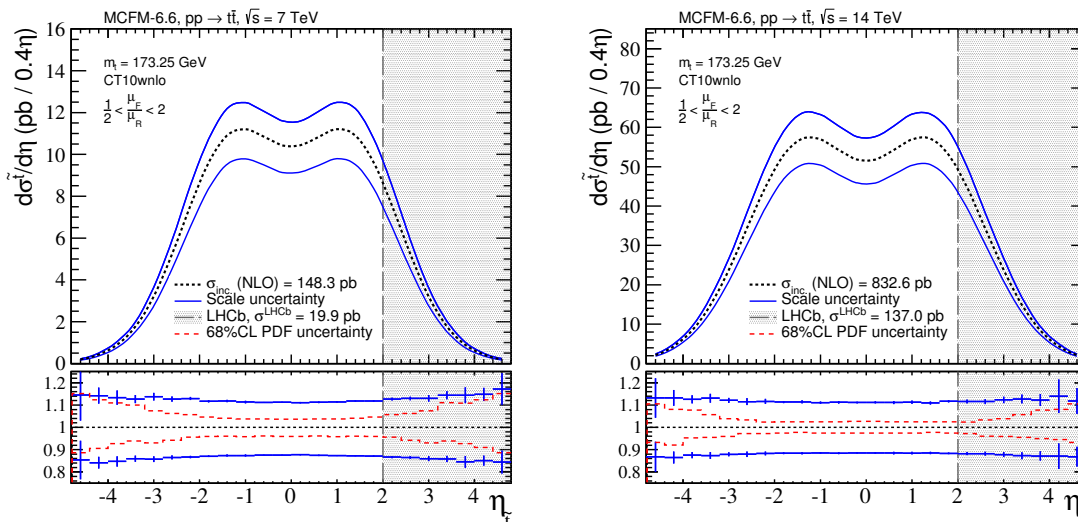 MCFM-6.6, pp → tt̄, √s = 7 TeV
dσ^t̃/dη (pb / 0.4η)
16
14
12
10
8
6
4
2
0
m_t = 173.25 GeV
CT10wnlo
1/2 < μ_F/μ_R < 2
σ_inc. (NLO) = 148.3 pb
Scale uncertainty
LHCb, σ^LHCb = 19.9 pb
68%CL PDF uncertainty
1.2
1.1
1
0.9
0.8
-4 -3 -2 -1 0 1 2 3 4 η_t̃
MCFM-6.6, pp → tt̄, √s = 14 TeV
dσ^t̃/dη (pb / 0.4η)
80
70
60
50
40
30
20
10
0
m_t = 173.25 GeV
CT10wnlo
1/2 < μ_F/μ_R < 2
σ_inc. (NLO) = 832.6 pb
Scale uncertainty
LHCb, σ^LHCb = 137.0 pb
68%CL PDF uncertainty
1.2
1.1
1
0.9
0.8
-4 -3 -2 -1 0 1 2 3 4 η